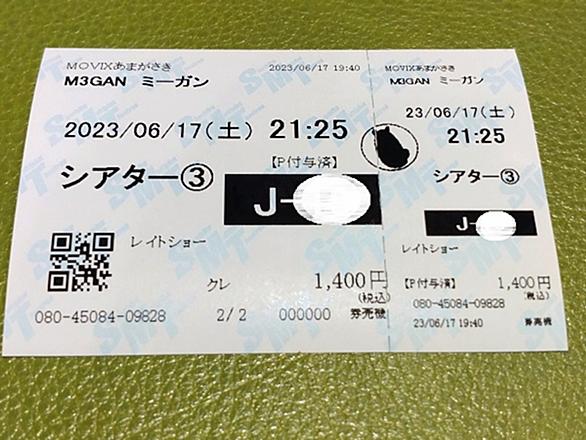 MOVIXあまがさき 2023/06/17 19:40
M3GAN ミーガン
2023/06/17(土) 21:25
【P付与済】
シアター③
J-
レイトショー
クレ 1,400円
(税込)
080-45084-09828 2/2 000000 券売機
MOVIXあまがさき
M3GAN ミーガン
23/06/17(土)
21:25
シアター③
J-
レイトショー
【P付与済】 1,400円
(税込)
080-45084-09828
23/06/17 19:40 券売機
SMT